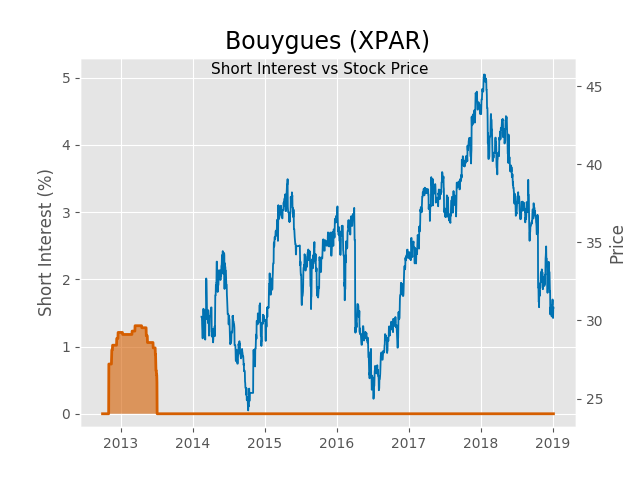 Bouygues (XPAR)
Short Interest vs Stock Price
Short Interest (%)
5
4
3
2
1
0
45
40
35
30
25
Price
2013 2014 2015 2016 2017 2018 2019